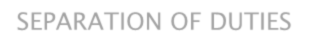 SEPARATION OF DUTIES